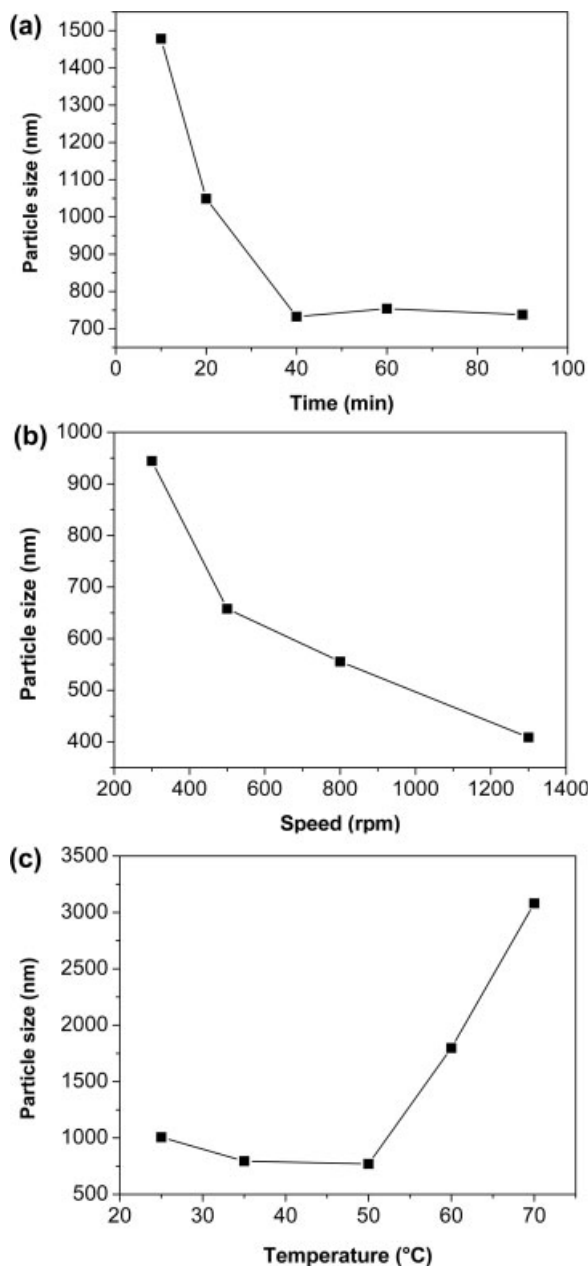 (a)
1500
1400
1300
1200
1100
1000
900
800
700
Particle size (nm)
0 20 40 60 80 100
Time (min)
(b)
1000
900
800
700
600
500
400
Particle size (nm)
200 400 600 800 1000 1200 1400
Speed (rpm)
(c)
3500
3000
2500
2000
1500
1000
500
Particle size (nm)
20 30 40 50 60 70
Temperature (°C)